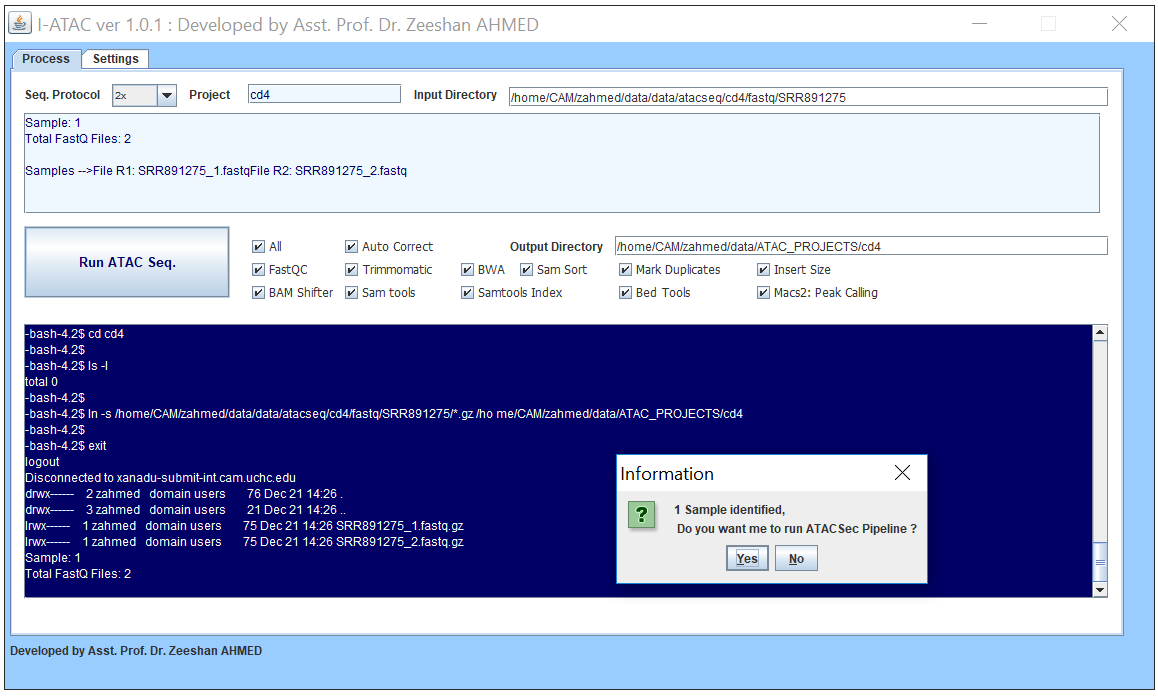 I-ATAC ver 1.0.1 : Developed by Asst. Prof. Dr. Zeeshan AHMED
Process Settings
Seq. Protocol 2x Project cd4 Input Directory /home/CAM/zahmed/data/data/atacseq/cd4/fastq/SRR891275
Sample: 1
Total FastQ Files: 2
Samples -->File R1: SRR891275_1.fastqFile R2: SRR891275_2.fastq
Run ATAC Seq.
All Auto Correct Output Directory /home/CAM/zahmed/data/ATAC_PROJECTS/cd4
FastQC Trimmomatic BWA Sam Sort Mark Duplicates Insert Size
BAM Shifter Sam tools Samtools Index Bed Tools Macs2: Peak Calling
-bash-4.2$ cd cd4
-bash-4.2$
-bash-4.2$ ls -l
total 0
-bash-4.2$
-bash-4.2$ ln -s /home/CAM/zahmed/data/data/atacseq/cd4/fastq/SRR891275/*.gz /ho me/CAM/zahmed/data/ATAC_PROJECTS/cd4
-bash-4.2$
-bash-4.2$ exit
logout
Disconnected to xanadu-submit-int.cam.uchc.edu
drwx------ 2 zahmed domain users 76 Dec 21 14:26 .
drwx------ 3 zahmed domain users 21 Dec 21 14:26 ..
lrwx------ 1 zahmed domain users 75 Dec 21 14:26 SRR891275_1.fastq.gz
lrwx------ 1 zahmed domain users 75 Dec 21 14:26 SRR891275_2.fastq.gz
Sample: 1
Total FastQ Files: 2
Information
1 Sample identified,
Do you want me to run ATACSec Pipeline ?
Yes No
Developed by Asst. Prof. Dr. Zeeshan AHMED